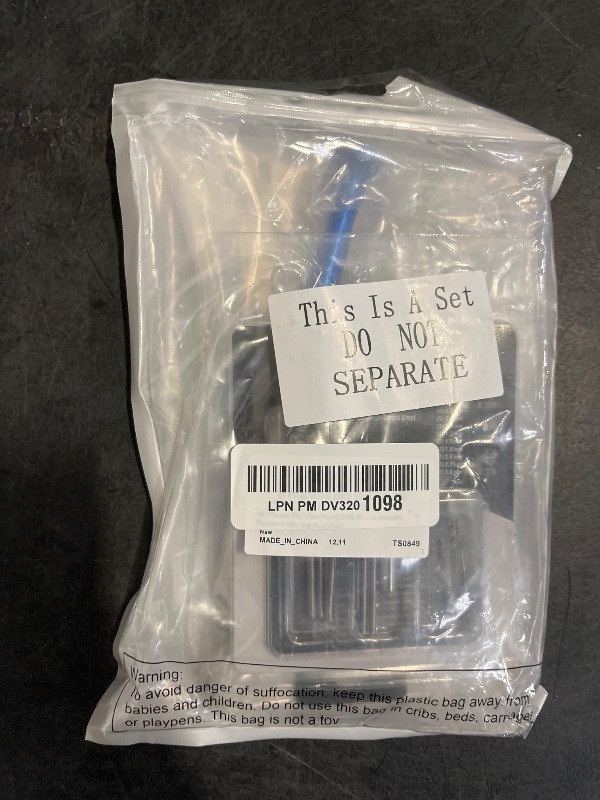 This Is A Set
DO NOT
SEPARATE
LPN PM DV320 1098
New
MADE_IN_CHINA 12.11 TS0849
Warning:
To avoid danger of suffocation, keep this plastic bag away from
babies and children. Do not use this bag in cribs, beds, carriages
or playpens. This bag is not a toy